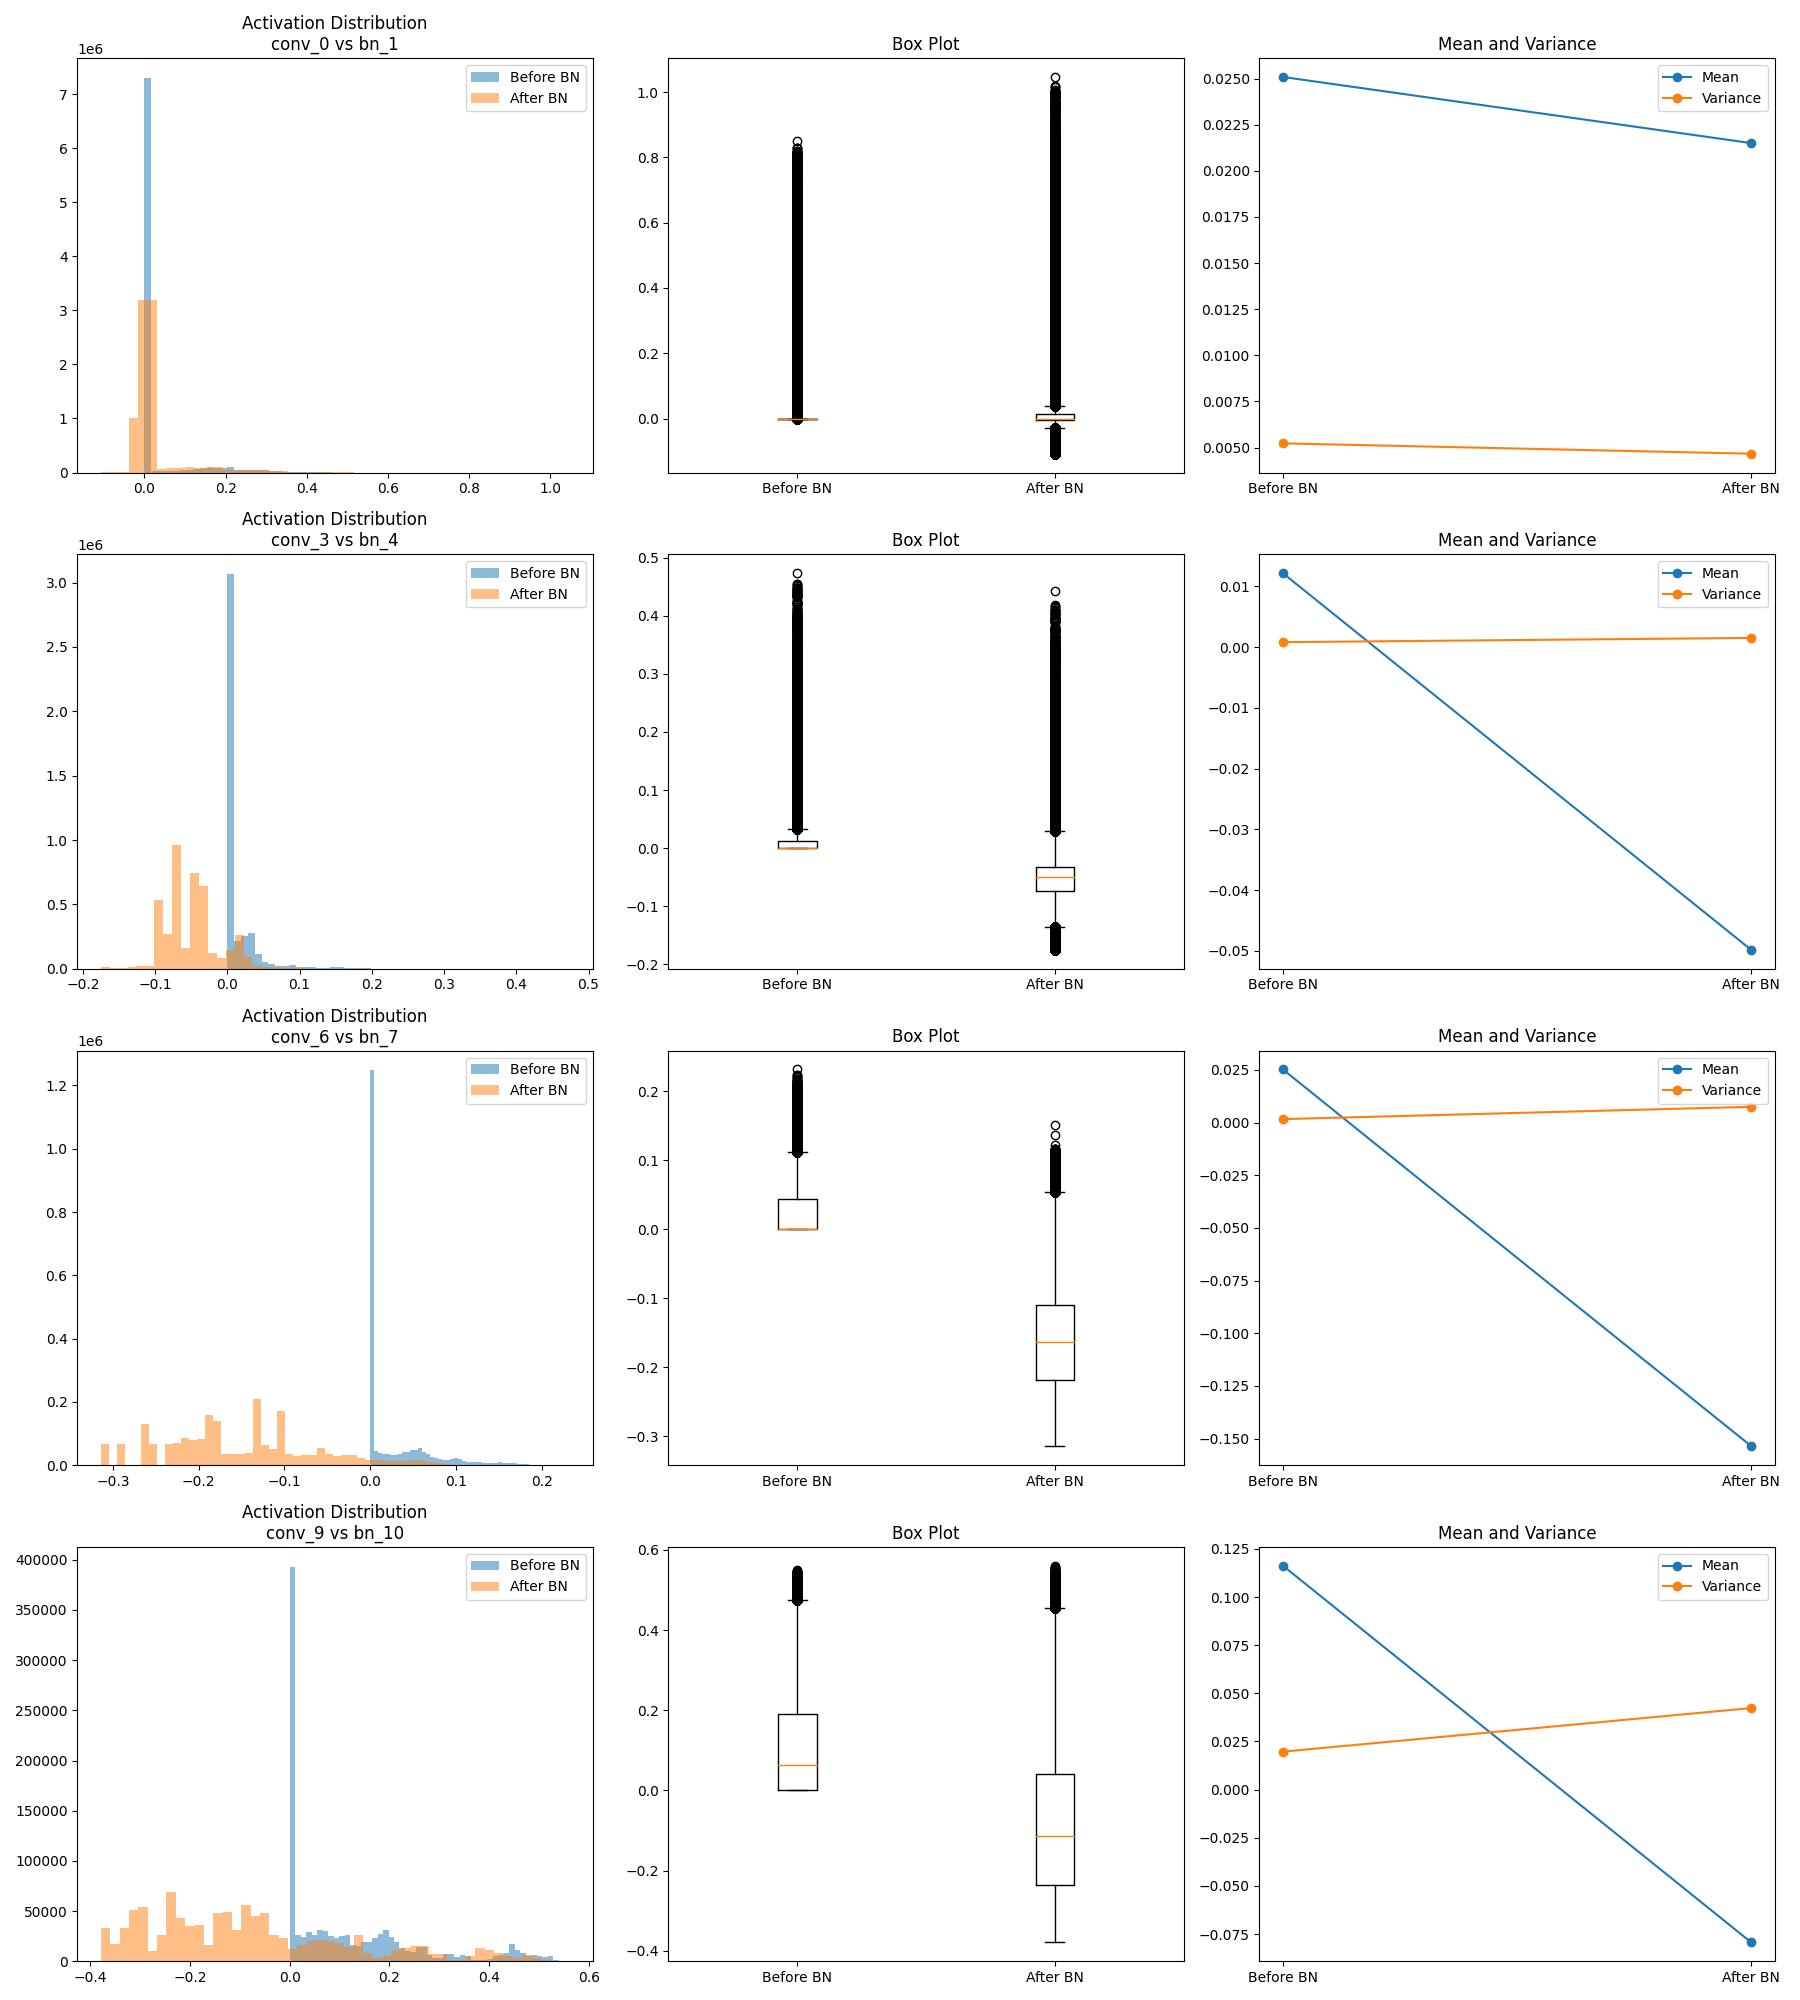 Activation Distribution
conv_0 vs bn_1
1e6
Before BN
After BN
7
6
5
4
3
2
1
0
0.0 0.2 0.4 0.6 0.8 1.0
Box Plot
1.0
0.8
0.6
0.4
0.2
0.0
Before BN After BN
Mean and Variance
Mean
Variance
0.0250
0.0225
0.0200
0.0175
0.0150
0.0125
0.0100
0.0075
0.0050
Before BN After BN
Activation Distribution
conv_3 vs bn_4
1e6
Before BN
After BN
3.0
2.5
2.0
1.5
1.0
0.5
0.0
−0.2 −0.1 0.0 0.1 0.2 0.3 0.4 0.5
Box Plot
0.5
0.4
0.3
0.2
0.1
0.0
−0.1
−0.2
Before BN After BN
Mean and Variance
Mean
Variance
0.01
0.00
−0.01
−0.02
−0.03
−0.04
−0.05
Before BN After BN
Activation Distribution
conv_6 vs bn_7
1e6
Before BN
After BN
1.2
1.0
0.8
0.6
0.4
0.2
0.0
−0.3 −0.2 −0.1 0.0 0.1 0.2
Box Plot
0.2
0.1
0.0
−0.1
−0.2
−0.3
Before BN After BN
Mean and Variance
Mean
Variance
0.025
0.000
−0.025
−0.050
−0.075
−0.100
−0.125
−0.150
Before BN After BN
Activation Distribution
conv_9 vs bn_10
Before BN
After BN
400000
350000
300000
250000
200000
150000
100000
50000
0
−0.4 −0.2 0.0 0.2 0.4 0.6
Box Plot
0.6
0.4
0.2
0.0
−0.2
−0.4
Before BN After BN
Mean and Variance
Mean
Variance
0.125
0.100
0.075
0.050
0.025
0.000
−0.025
−0.050
−0.075
Before BN After BN